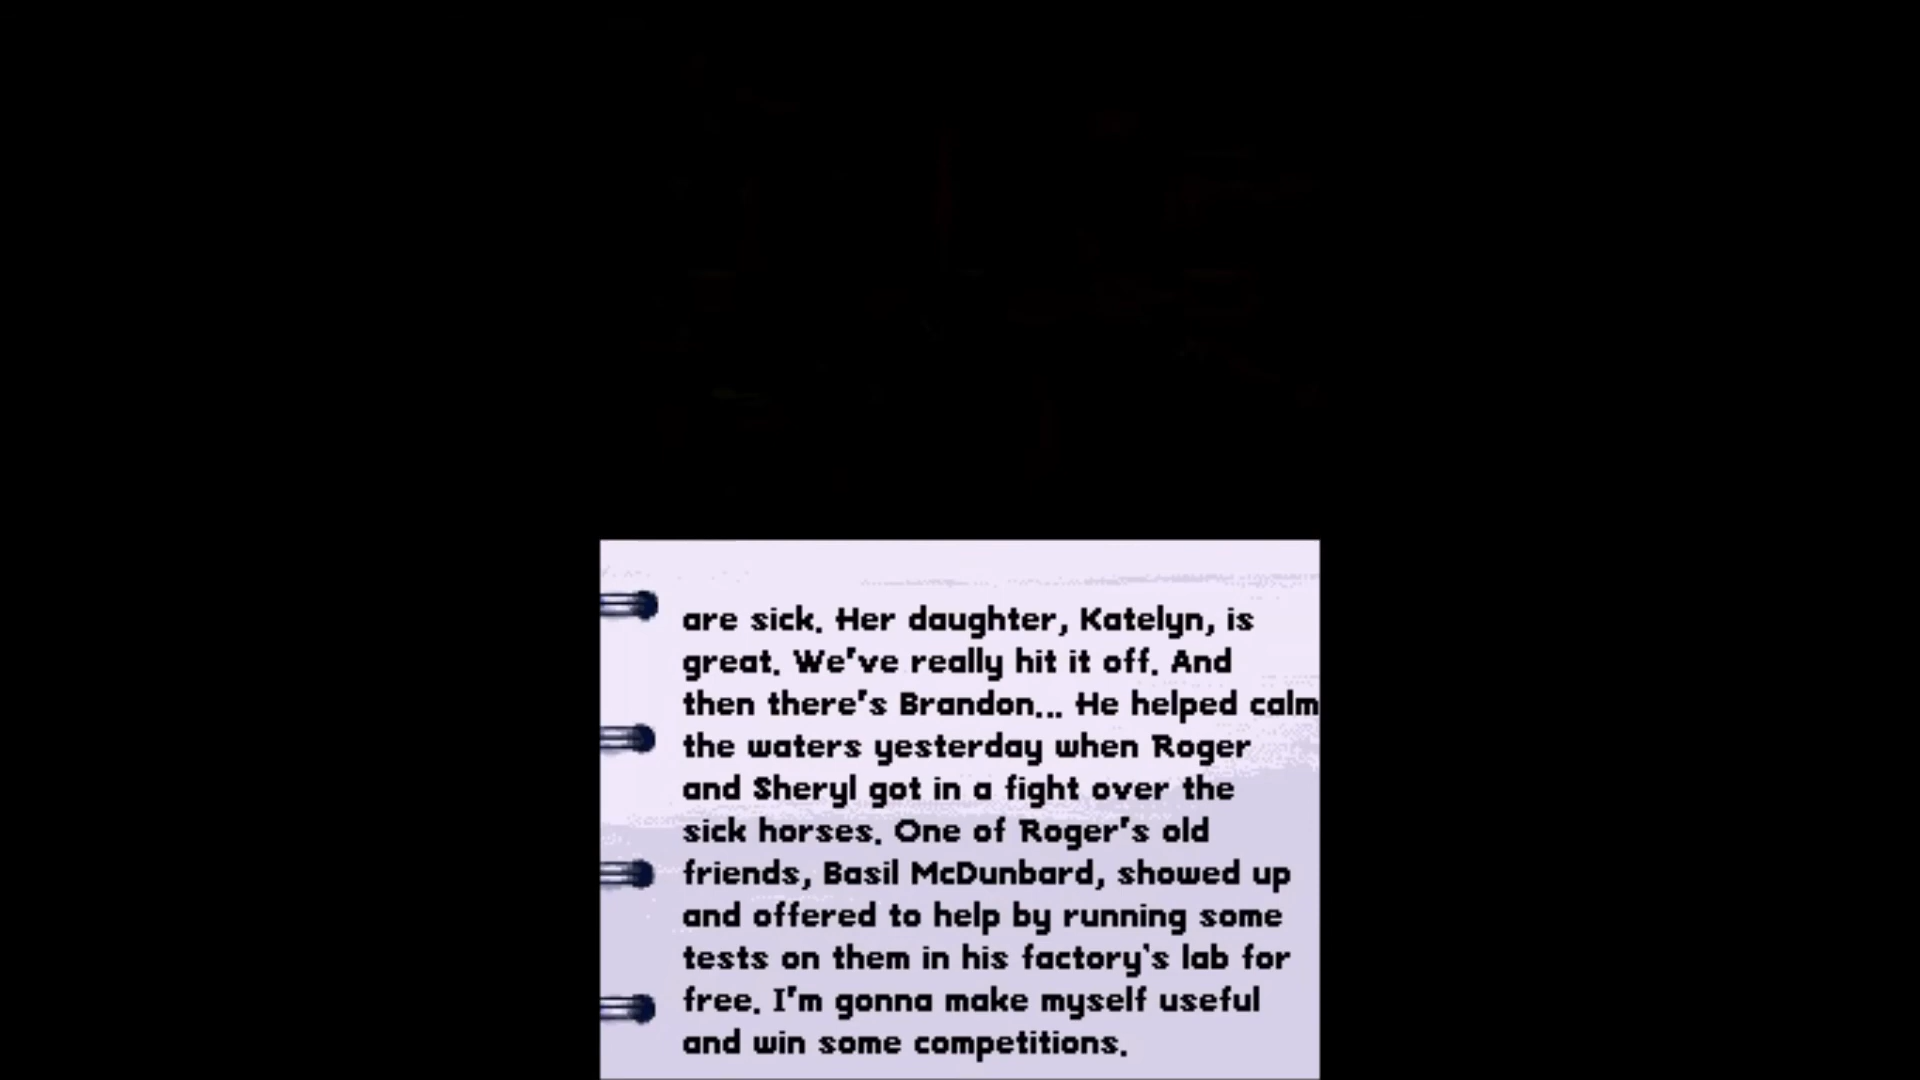 are sick. Her daughter, Katelyn, is
great. We've really hit it off. And
then there's Brandon... He helped calm
the waters yesterday when Roger
and Sheryl got in a fight over the
sick horses. One of Roger's old
friends, Basil McDunbard, showed up
and offered to help by running some
tests on them in his factory`s lab for
free. I'm gonna make myself useful
and win some competitions.